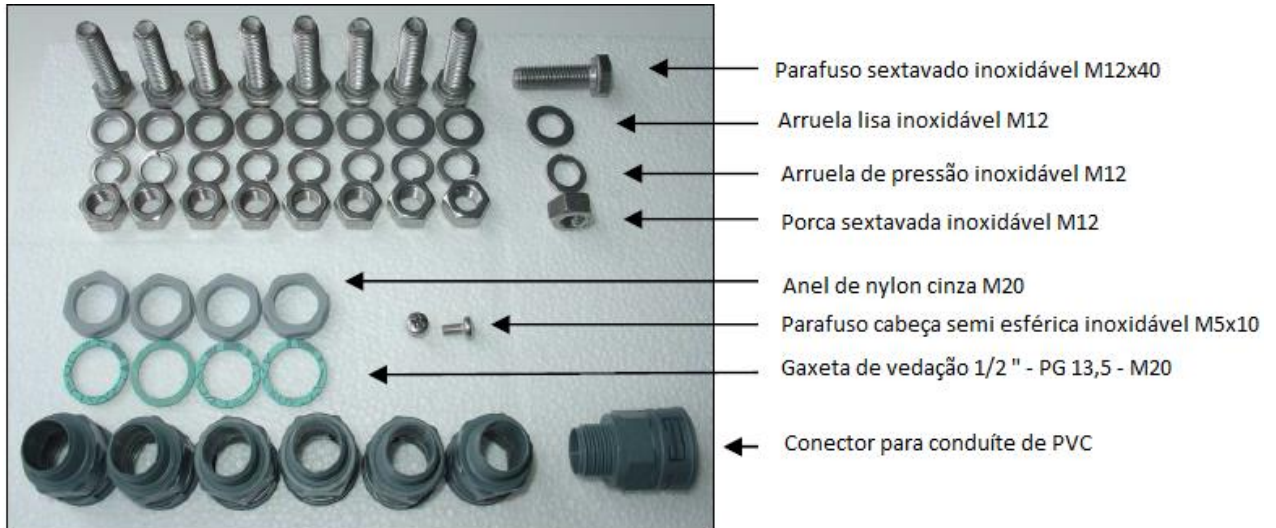 Parafuso sextavado inoxidável M12x40
Arruela lisa inoxidável M12
Arruela de pressão inoxidável M12
Porca sextavada inoxidável M12
Anel de nylon cinza M20
Parafuso cabeça semi esférica inoxidável M5x10
Gaxeta de vedação 1/2 " - PG 13,5 - M20
Conector para conduíte de PVC